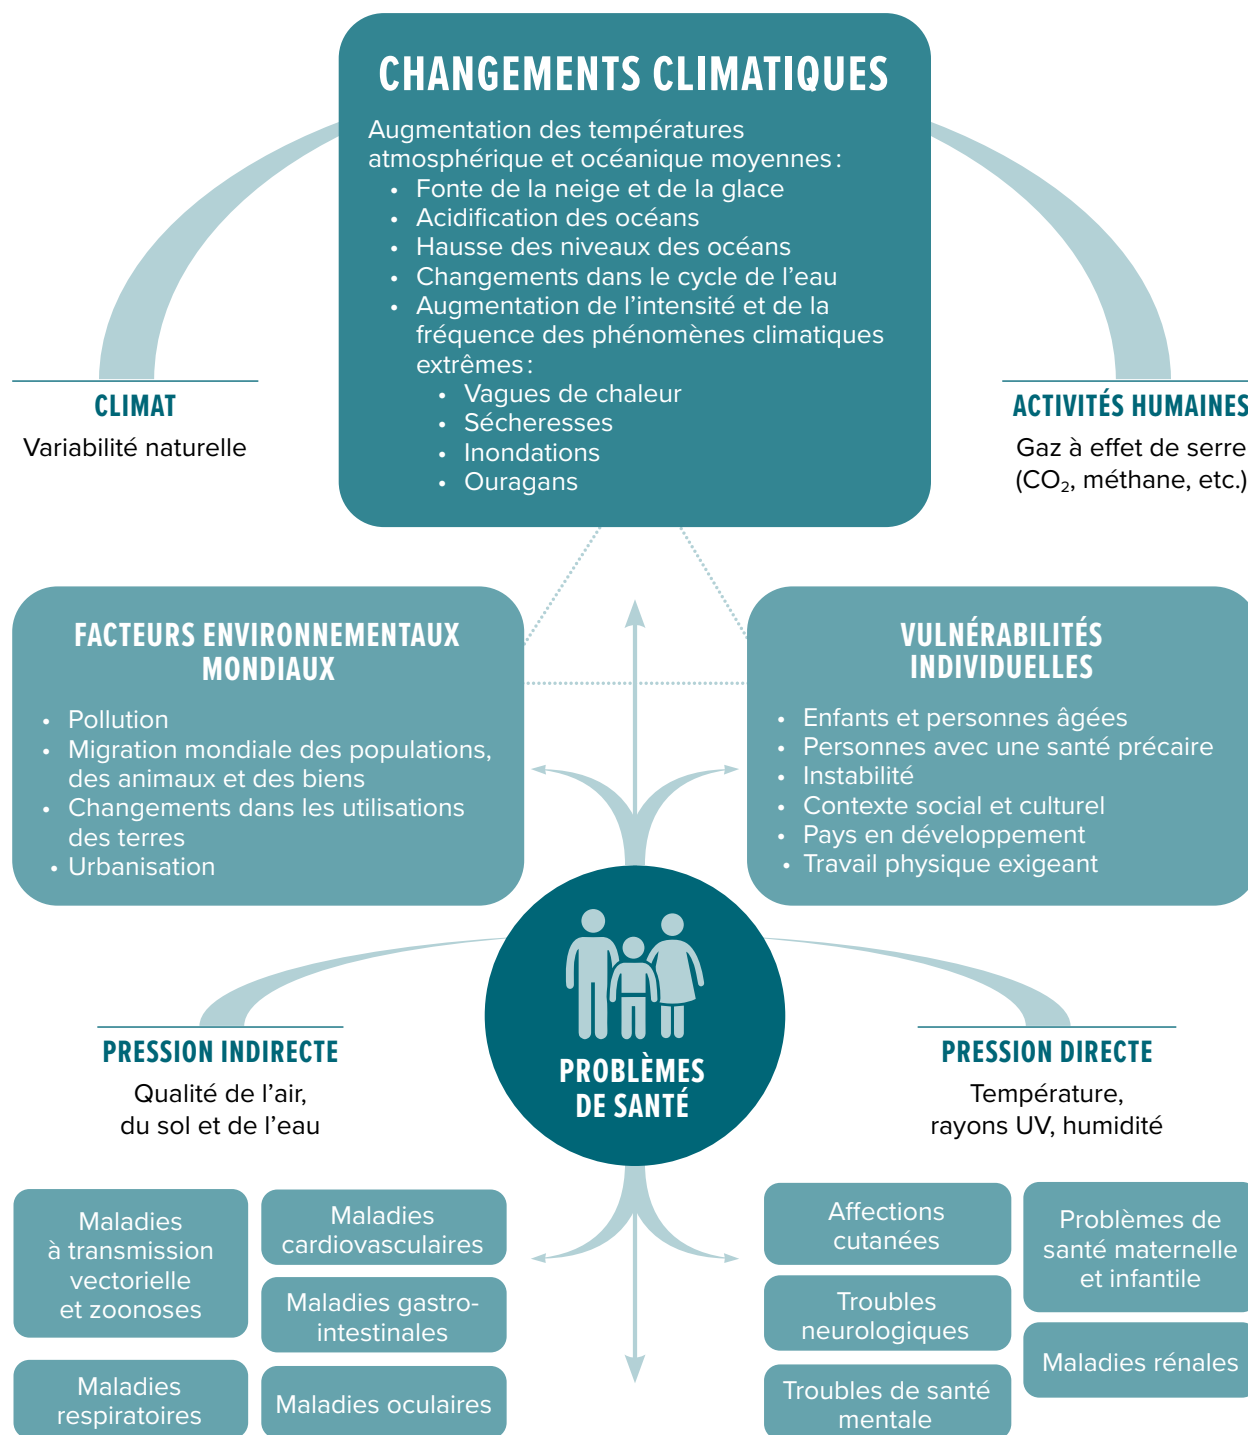 CHANGEMENTS CLIMATIQUES
Augmentation des températures
atmosphérique et océanique moyennes :
• Fonte de la neige et de la glace
• Acidification des océans
• Hausse des niveaux des océans
• Changements dans le cycle de l’eau
• Augmentation de l’intensité et de la
fréquence des phénomènes climatiques
extrêmes :
• Vagues de chaleur
• Sécheresses
• Inondations
• Ouragans
CLIMAT
Variabilité naturelle
ACTIVITÉS HUMAINES
Gaz à effet de serre
(CO₂, méthane, etc.)
FACTEURS ENVIRONNEMENTAUX
MONDIAUX
• Pollution
• Migration mondiale des populations,
des animaux et des biens
• Changements dans les utilisations
des terres
• Urbanisation
VULNÉRABILITÉS
INDIVIDUELLES
• Enfants et personnes âgées
• Personnes avec une santé précaire
• Instabilité
• Contexte social et culturel
• Pays en développement
• Travail physique exigeant
PROBLÈMES
DE SANTÉ
PRESSION INDIRECTE
Qualité de l’air,
du sol et de l’eau
PRESSION DIRECTE
Température,
rayons UV, humidité
Maladies
à transmission
vectorielle
et zoonoses
Maladies
respiratoires
Maladies
cardiovasculaires
Maladies gastro-
intestinales
Maladies oculaires
Affections
cutanées
Troubles
neurologiques
Troubles de santé
mentale
Problèmes de
santé maternelle
et infantile
Maladies rénales